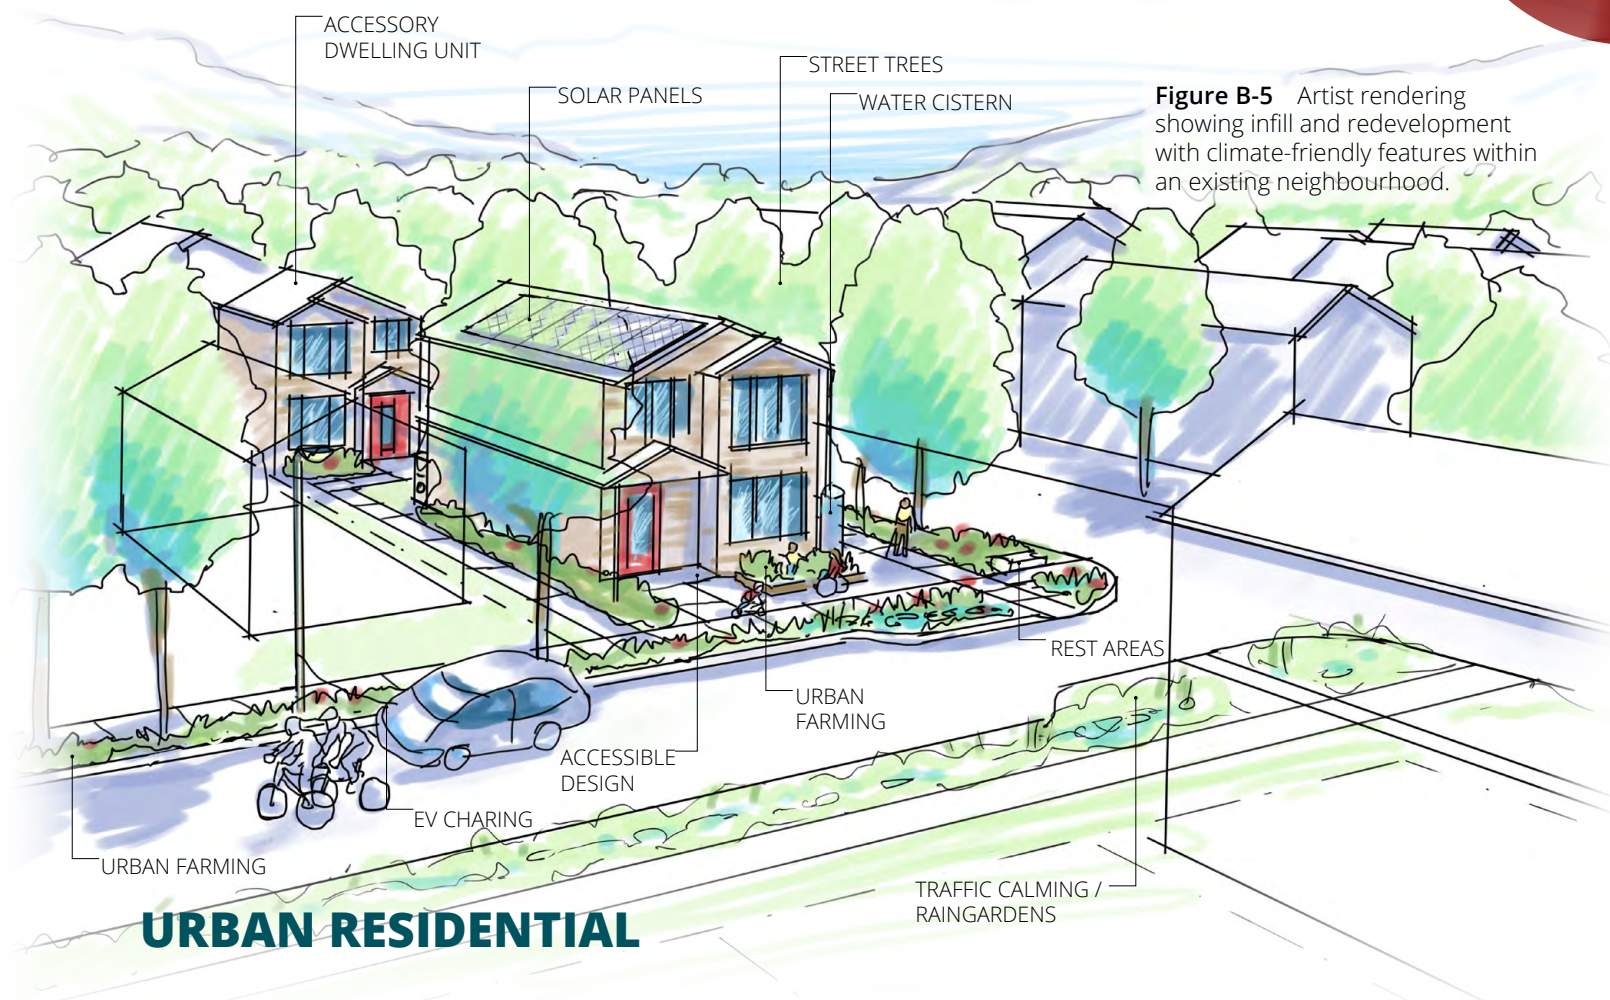 ACCESSORY
DWELLING UNIT
SOLAR PANELS
STREET TREES
WATER CISTERN
Figure B-5 Artist rendering
showing infill and redevelopment
with climate-friendly features within
an existing neighbourhood.
REST AREAS
URBAN
FARMING
ACCESSIBLE
DESIGN
EV CHARING
URBAN FARMING
TRAFFIC CALMING /
RAINGARDENS
URBAN RESIDENTIAL